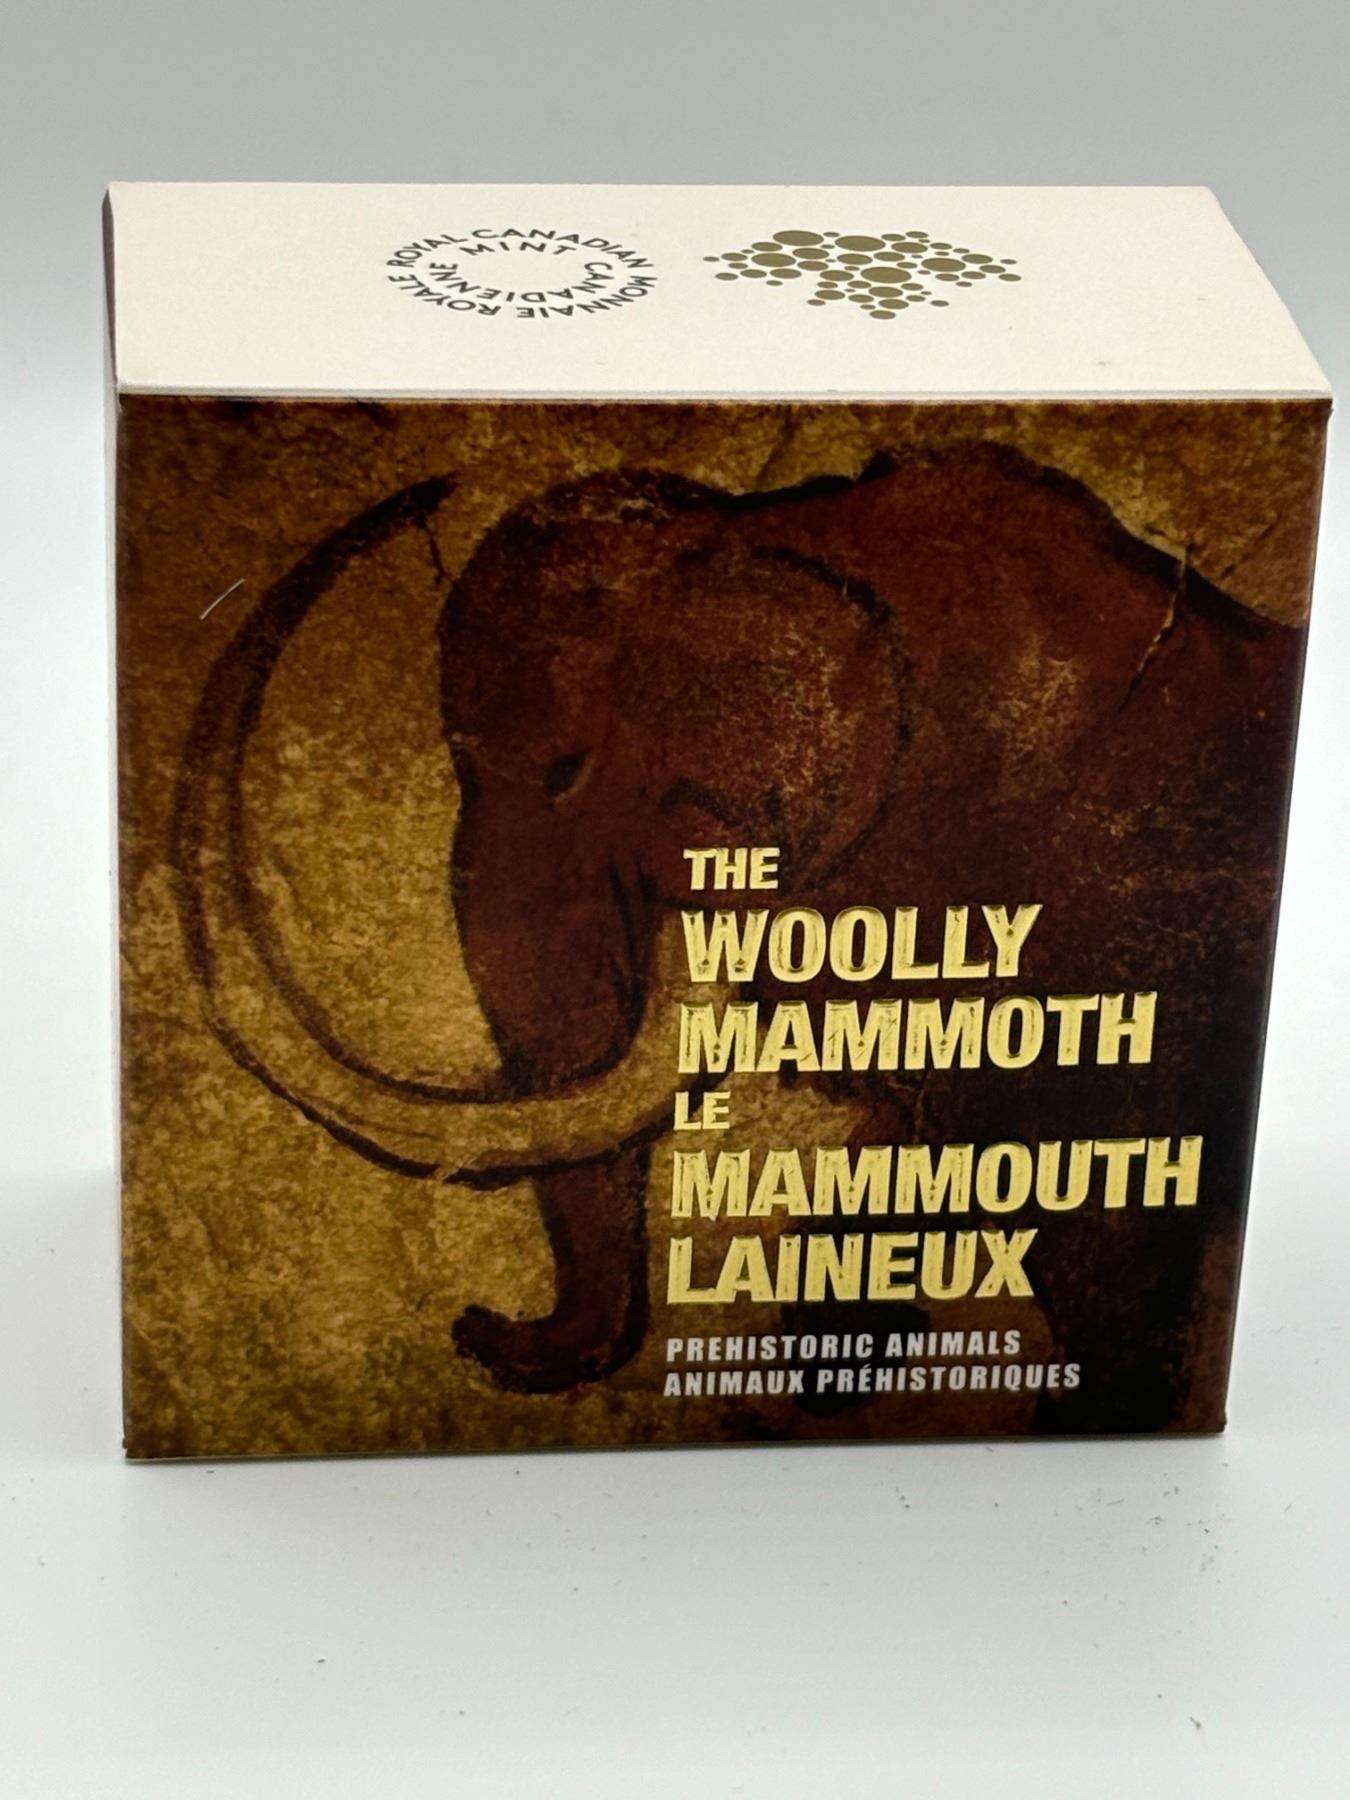 ROYAL CANADIAN MINT
MONNAIE ROYALE CANADIENNE
THE
WOOLLY
MAMMOTH
LE
MAMMOUTH
LAINEUX
PREHISTORIC ANIMALS
ANIMAUX PRÉHISTORIQUES